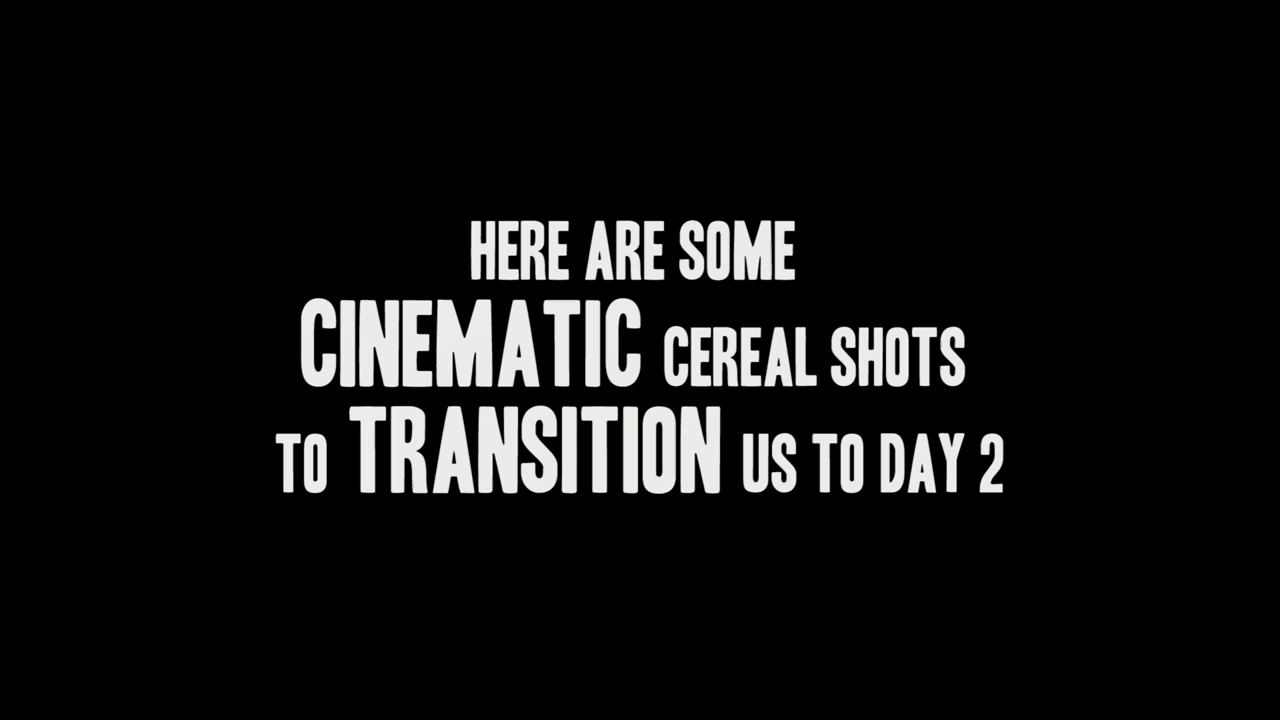 HERE ARE SOME
CINEMATIC CEREAL SHOTS
TO TRANSITION US TO DAY 2